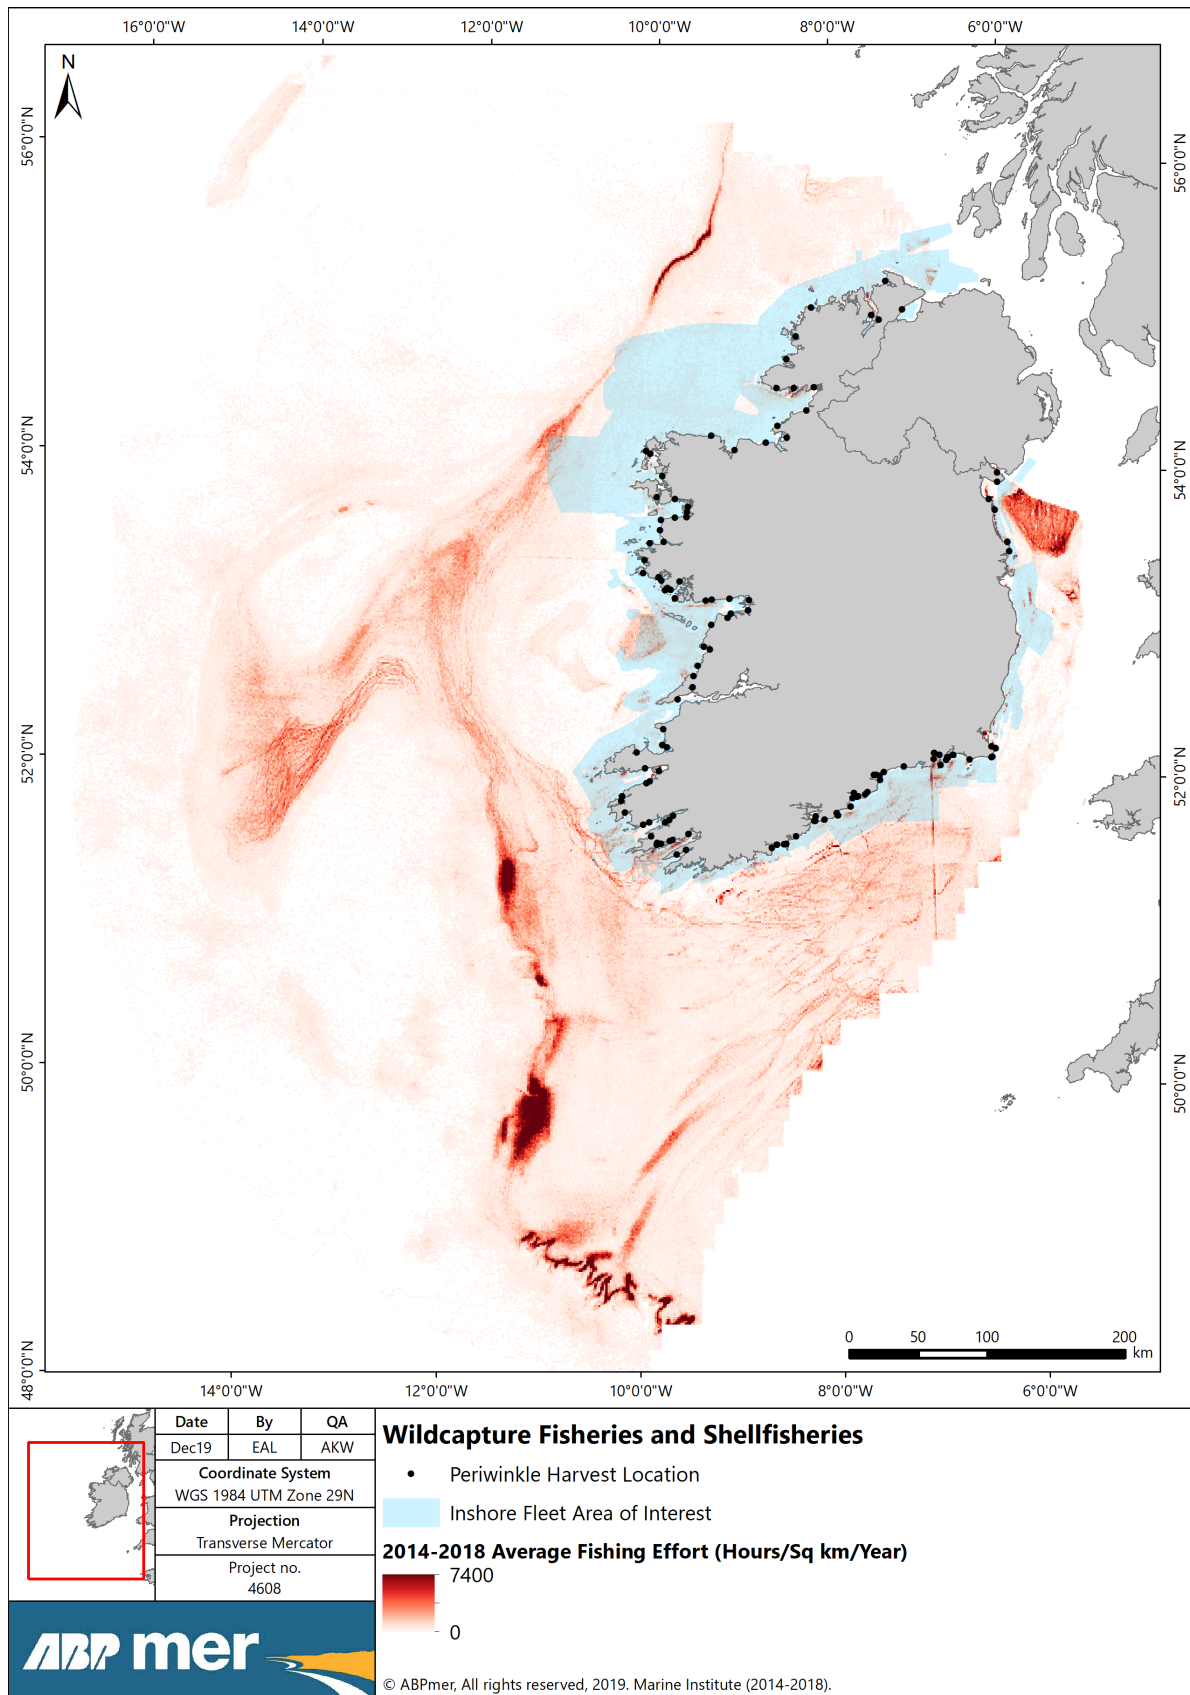 16°0'0"W 14°0'0"W 12°0'0"W 10°0'0"W 8°0'0"W 6°0'0"W
N
56°0'0"N
56°0'0"N
54°0'0"N
54°0'0"N
52°0'0"N
52°0'0"N
50°0'0"N
50°0'0"N
48°0'0"N
0 50 100 200
km
14°0'0"W 12°0'0"W 10°0'0"W 8°0'0"W 6°0'0"W
Date By QA
Dec19 EAL AKW
Coordinate System
WGS 1984 UTM Zone 29N
Projection
Transverse Mercator
Project no.
4608
ABP mer
Wildcapture Fisheries and Shellfisheries
Periwinkle Harvest Location
Inshore Fleet Area of Interest
2014-2018 Average Fishing Effort (Hours/Sq km/Year)
7400
0
© ABPmer, All rights reserved, 2019. Marine Institute (2014-2018).